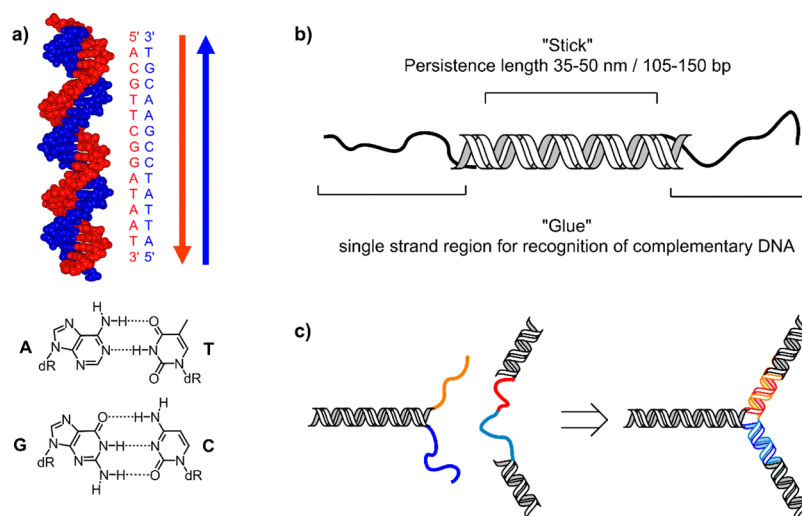 a)
5' 3'
A T
C G
G C
T A
T A
C G
G C
G C
A T
T A
A T
A T
T A
3' 5'
b)
"Stick"
Persistence length 35-50 nm / 105-150 bp
"Glue"
single strand region for recognition of complementary DNA
H
N N-H O
A N N H-N T
N N
dR O dR
H
O H-N
G N N-H N C
N N N
dR N-H O dR
H
c)